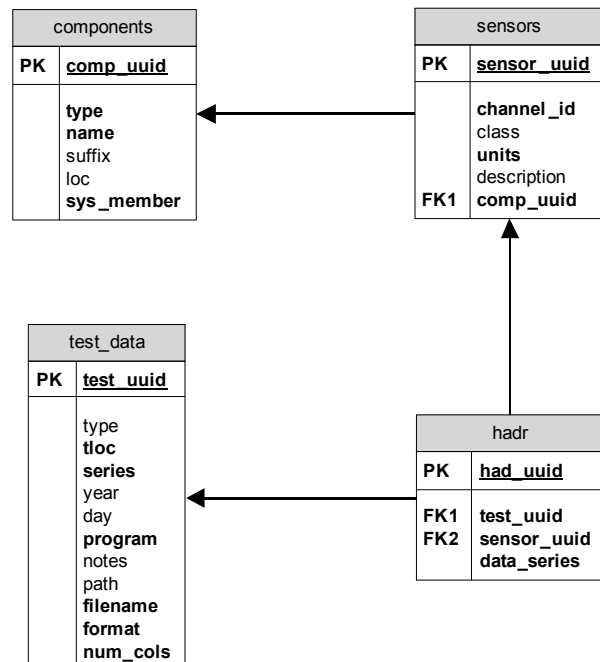 components
PK comp_uuid
type
name
suffix
loc
sys_member
sensors
PK sensor_uuid
channel_id
class
units
description
FK1 comp_uuid
test_data
PK test_uuid
type
tloc
series
year
day
program
notes
path
filename
format
num_cols
hadr
PK had_uuid
FK1 test_uuid
FK2 sensor_uuid
data_series